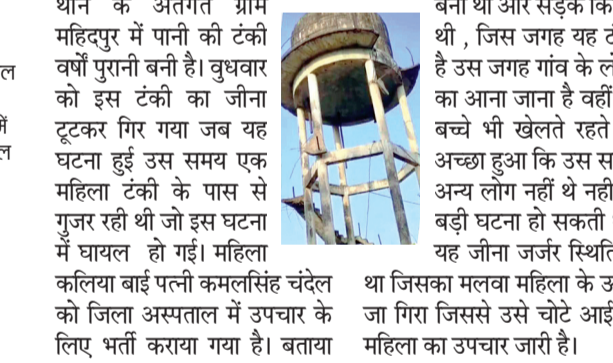 ल
में
ल
थाने के अंतर्गत ग्राम
महिदपुर में पानी की टंकी
वर्षों पुरानी बनी है। वुधवार
को इस टंकी का जीना
टूटकर गिर गया जब यह
घटना हुई उस समय एक
महिला टंकी के पास से
गुजर रही थी जो इस घटना
में घायल हो गई। महिला
कलिया बाई पत्नी कमलसिंह चंदेल
को जिला अस्पताल में उपचार के
लिए भर्ती कराया गया है। बताया
बना था और सड़क कि
थी , जिस जगह यह
है उस जगह गांव के
का आना जाना है वहीं
बच्चे भी खेलते रहते
अच्छा हुआ कि उस
अन्य लोग नहीं थे नहीं
बड़ी घटना हो सकती
यह जीना जर्जर
था जिसका मलवा महिला के
जा गिरा जिससे उसे चोटे आई
महिला का उपचार जारी है।